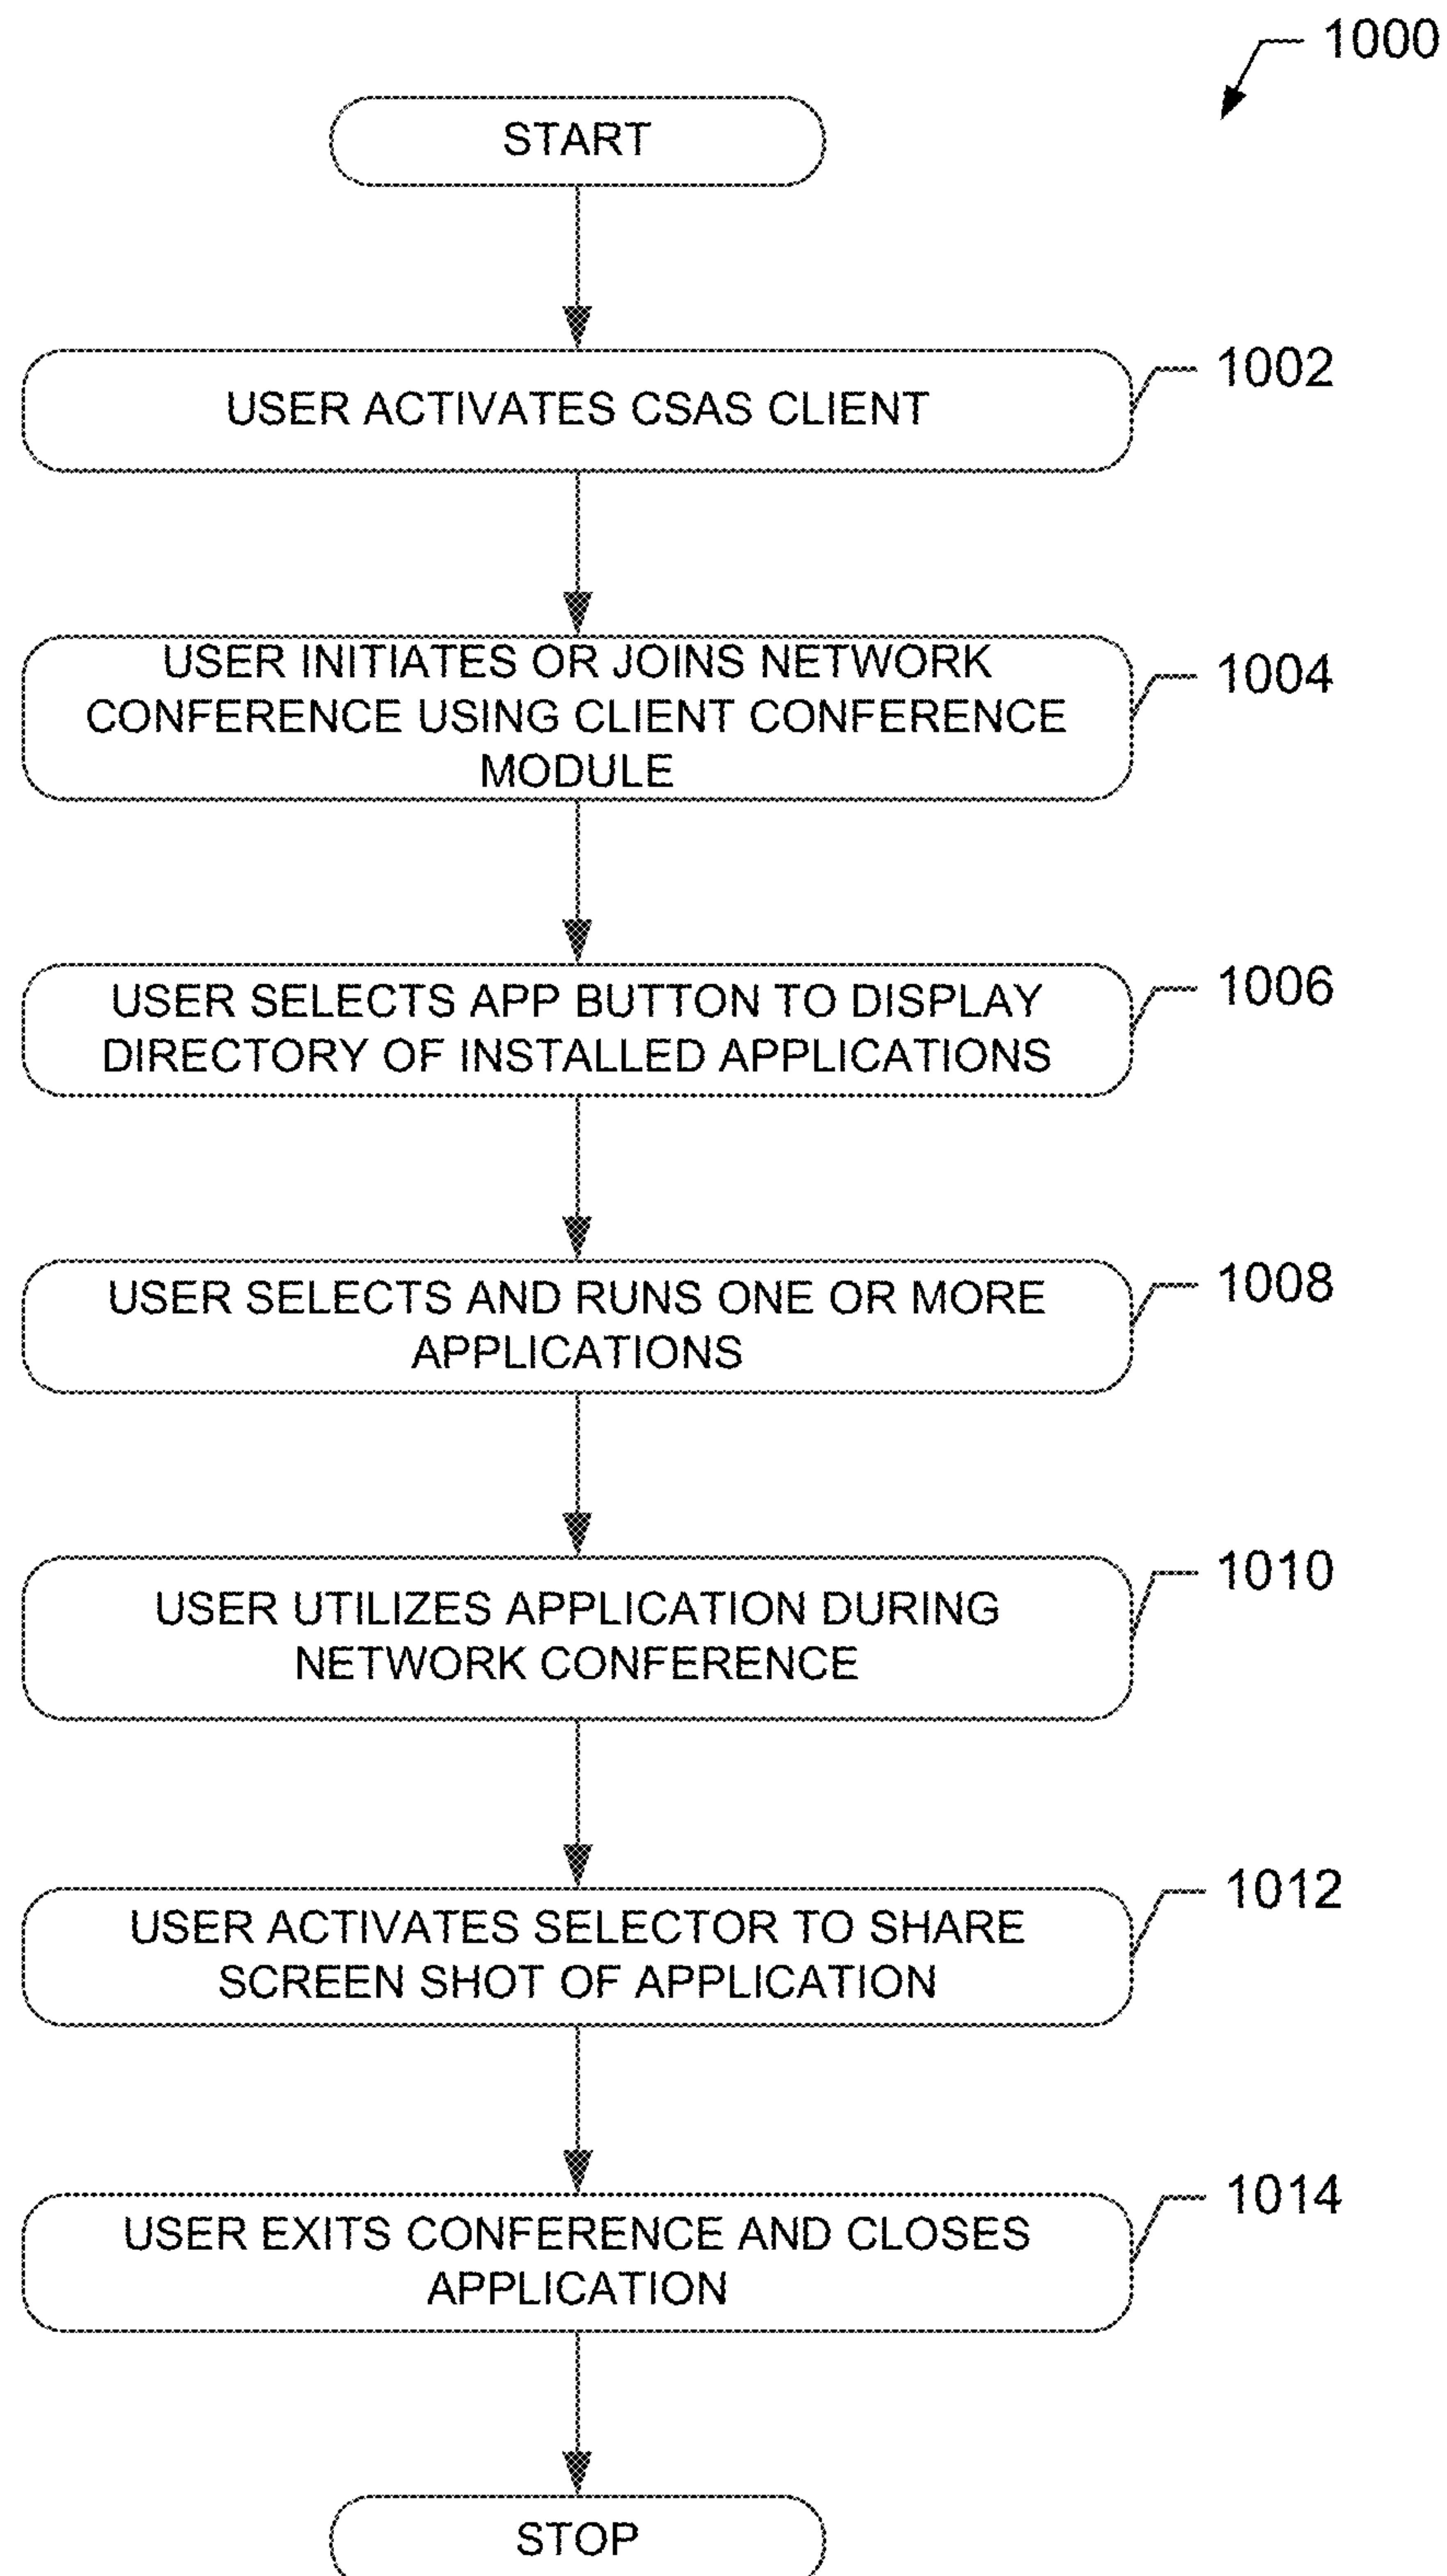 1000
START
USER ACTIVATES CSAS CLIENT
1002
USER INITIATES OR JOINS NETWORK
CONFERENCE USING CLIENT CONFERENCE
MODULE
1004
USER SELECTS APP BUTTON TO DISPLAY
DIRECTORY OF INSTALLED APPLICATIONS
1006
USER SELECTS AND RUNS ONE OR MORE
APPLICATIONS
1008
USER UTILIZES APPLICATION DURING
NETWORK CONFERENCE
1010
USER ACTIVATES SELECTOR TO SHARE
SCREEN SHOT OF APPLICATION
1012
USER EXITS CONFERENCE AND CLOSES
APPLICATION
1014
STOP